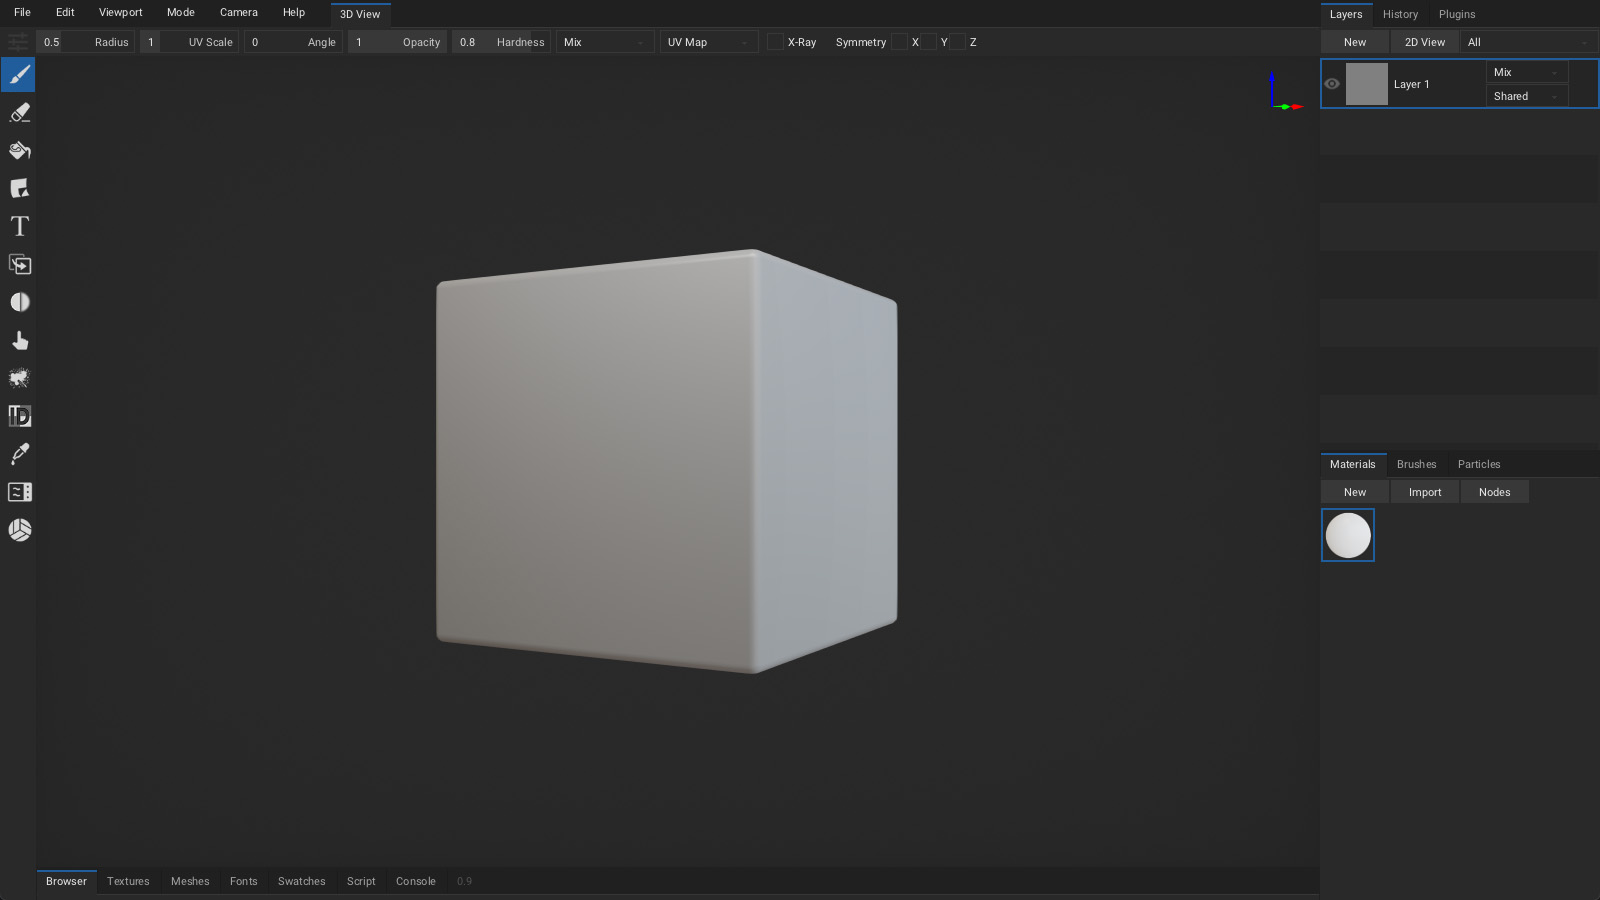 File Edit Viewport Mode Camera Help 3D View
0.5 Radius 1 UV Scale 0 Angle 1 Opacity 0.8 Hardness Mix UV Map X-Ray Symmetry X Y Z
T
ID
Layers History Plugins
New 2D View All
Layer 1 Mix
Shared
Materials Brushes Particles
New Import Nodes
Browser Textures Meshes Fonts Swatches Script Console 0.9